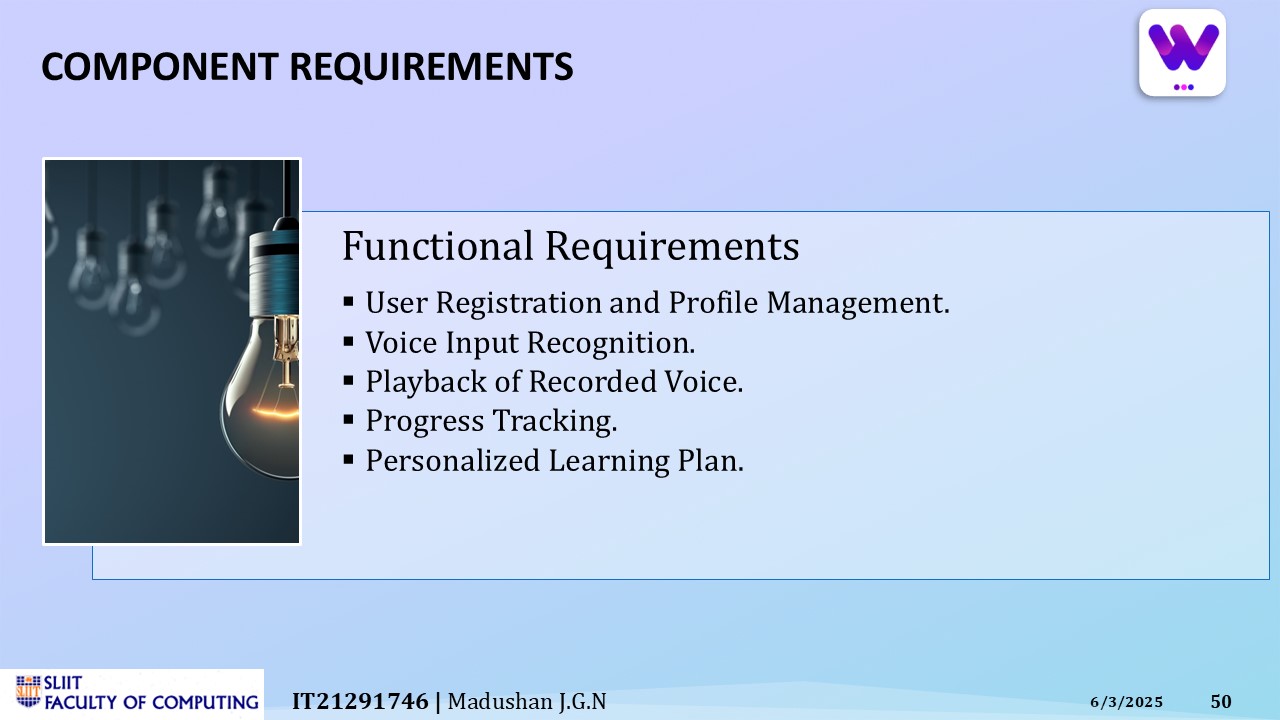 COMPONENT REQUIREMENTS
W
Functional Requirements
▪ User Registration and Profile Management.
▪ Voice Input Recognition.
▪ Playback of Recorded Voice.
▪ Progress Tracking.
▪ Personalized Learning Plan.
SLIIT
SLIIT
FACULTY OF COMPUTING
IT21291746 | Madushan J.G.N
6/3/2025
50